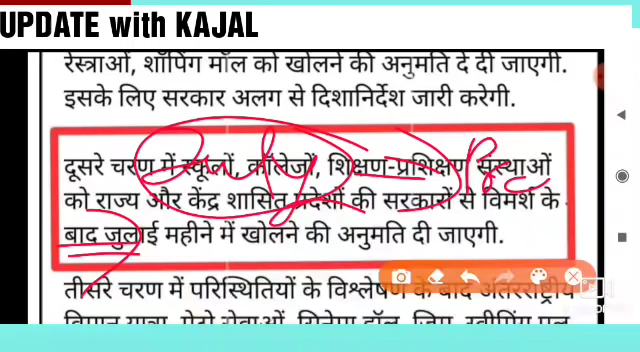 UPDATE with KAJAL
रेस्त्राओं, शॉपिंग मॉल को खोलने की अनुमति दे दी जाएगी.
इसके लिए सरकार अलग से दिशानिर्देश जारी करेगी.
दूसरे चरण में स्कूलों, कॉलेजों, शिक्षण-प्रशिक्षण संस्थाओं
को राज्य और केंद्र शासित प्रदेशों की सरकारों से विमर्श के
बाद जुलाई महीने में खोलने की अनुमति दी जाएगी.
तीसरे चरण में परिस्थितियों के विश्लेषण के बाद अंतरराष्ट्रीय